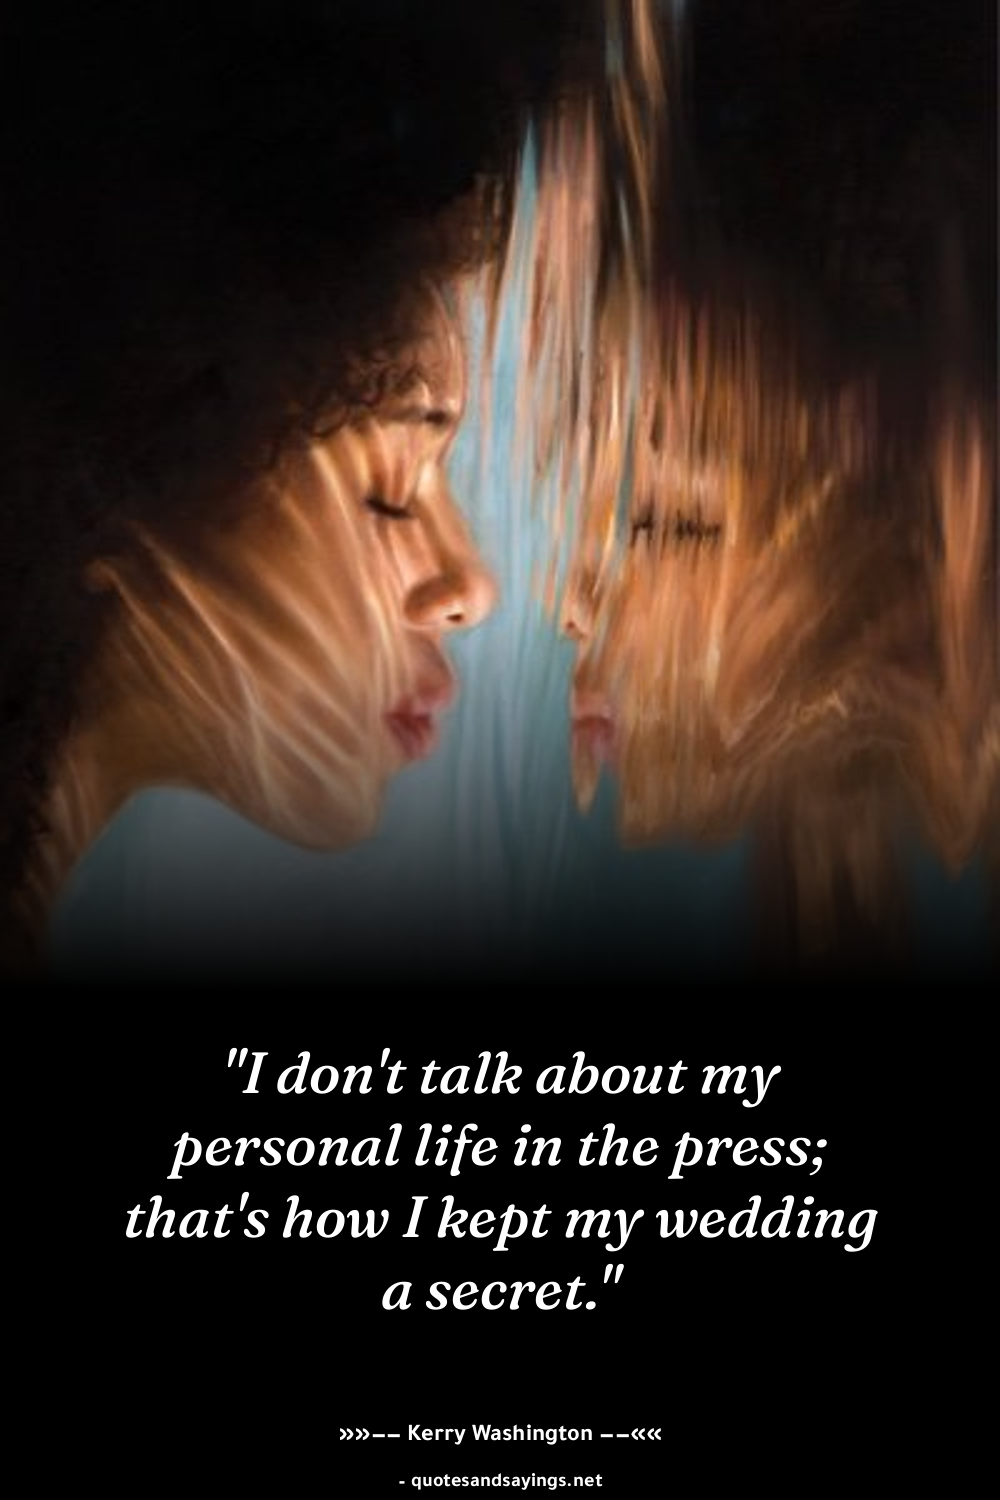 "I don't talk about my
personal life in the press;
that's how I kept my wedding
a secret."
»»–– Kerry Washington ––««
- quotesandsayings.net